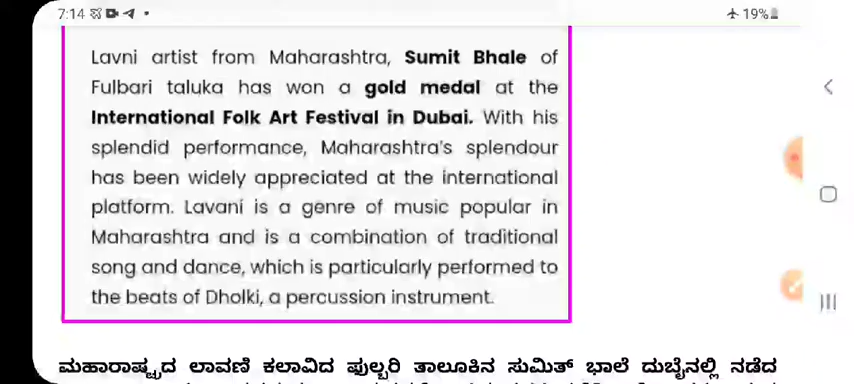 7:14
19%
Lavni artist from Maharashtra, Sumit Bhale of
Fulbari taluka has won a gold medal at the
International Folk Art Festival in Dubai. With his
splendid performance, Maharashtra's splendour
has been widely appreciated at the international
platform. Lavani is a genre of music popular in
Maharashtra and is a combination of traditional
song and dance, which is particularly performed to
the beats of Dholki, a percussion instrument.
ಮಹಾರಾಷ್ಟ್ರದ ಲಾವಣಿ ಕಲಾವಿದ ಫುಲ್ಬರಿ ತಾಲೂಕಿನ ಸುಮಿತ್ ಭಾಲೆ ದುಬೈನಲ್ಲಿ ನಡೆದ